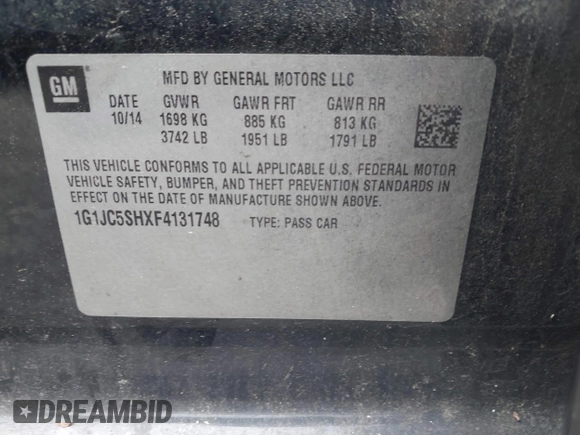 GM ®
MFD BY GENERAL MOTORS LLC
DATE GVWR GAWR FRT GAWR RR
10/14 1698 KG 885 KG 813 KG
3742 LB 1951 LB 1791 LB
THIS VEHICLE CONFORMS TO ALL APPLICABLE U.S. FEDERAL MOTOR
VEHICLE SAFETY, BUMPER, AND THEFT PREVENTION STANDARDS IN
EFFECT ON THE DATE OF MANUFACTURE SHOWN ABOVE.
1G1JC5SHXF4131748 TYPE: PASS CAR
DREAMBID